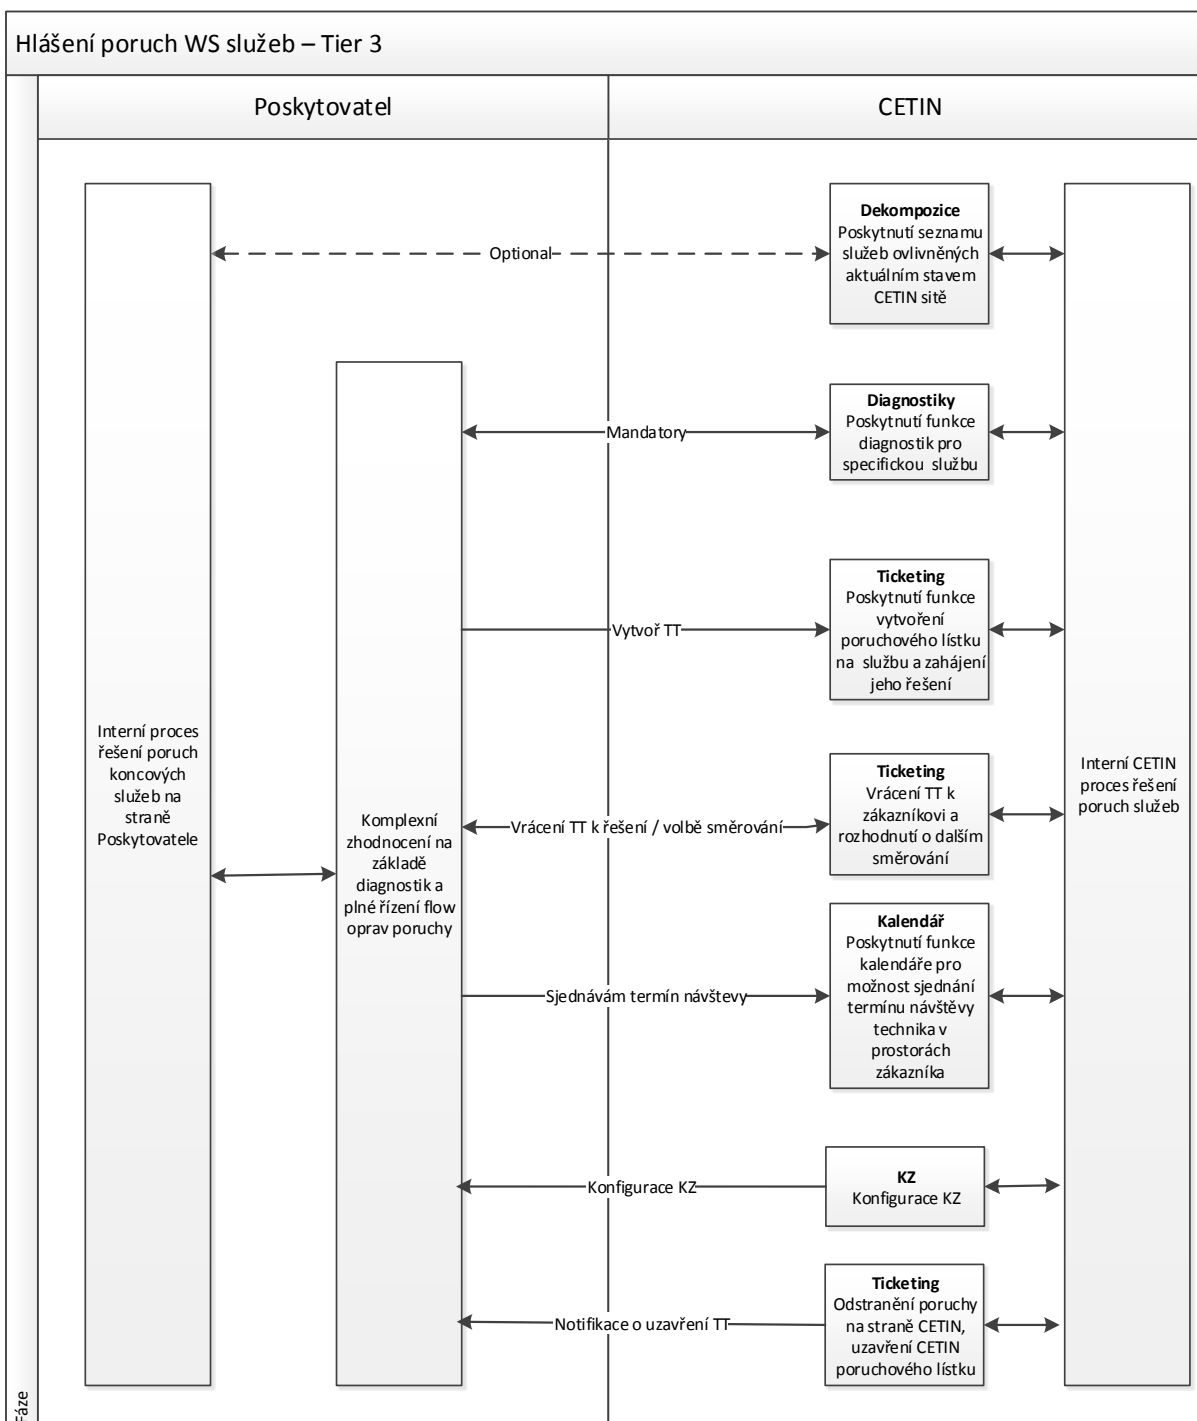 Hlášení poruch WS služeb – Tier 3
Poskytovatel
CETIN
Dekompozice
Poskytnutí seznamu
služeb ovlivněných
aktuálním stavem
CETIN sítě
Optional
Diagnostiky
Poskytnutí funkce
diagnostik pro
specifickou službu
Mandatory
Ticketing
Poskytnutí funkce
vytvoření
poruchového lístku
na službu a zahájení
jeho řešení
Vytvoř TT
Interní proces
řešení poruch
koncových
služeb na
straně
Poskytovatele
Komplexní
zhodnocení na
základě
diagnostik a
plné řízení flow
oprav poruchy
Vrácení TT k řešení / volbě směrování
Ticketing
Vrácení TT k
zákazníkovi a
rozhodnutí o dalším
směrování
Interní CETIN
proces řešení
poruch služeb
Sjednávám termín návštevy
Kalendář
Poskytnutí funkce
kalendáře pro
možnost sjednání
termínu návštěvy
technika v
prostorách
zákazníka
Konfigurace KZ
KZ
Konfigurace KZ
Notifikace o uzavření TT
Ticketing
Odstranění poruchy
na straně CETIN,
uzavření CETIN
poruchového lístku
Fáze